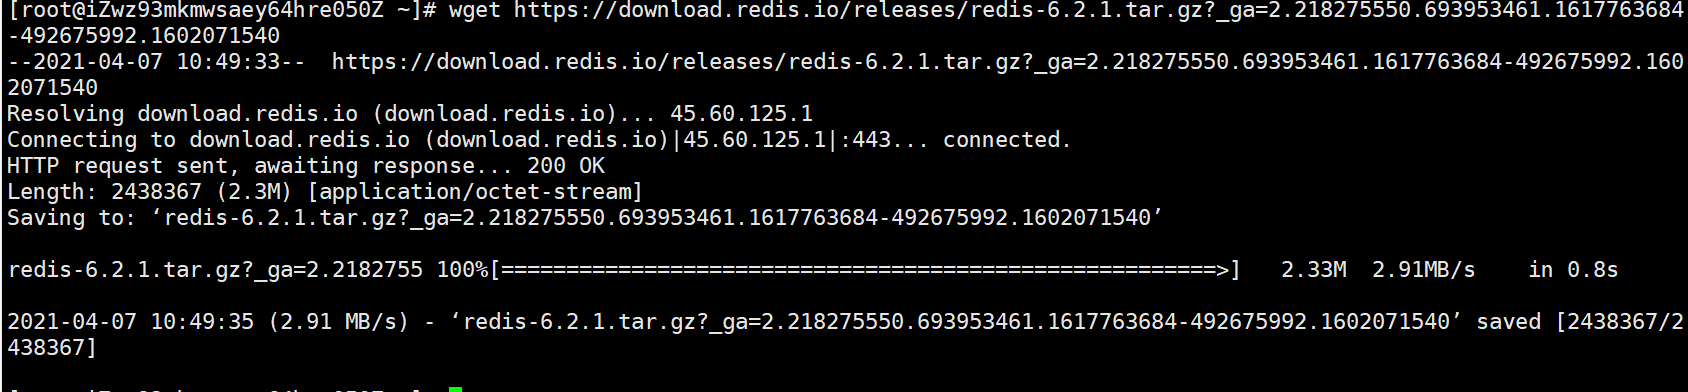 [root@iZwz93mkmwsaey64hre050Z ~]# wget https://download.redis.io/releases/redis-6.2.1.tar.gz?_ga=2.218275550.693953461.1617763684
-492675992.1602071540
--2021-04-07 10:49:33--  https://download.redis.io/releases/redis-6.2.1.tar.gz?_ga=2.218275550.693953461.1617763684-492675992.160
2071540
Resolving download.redis.io (download.redis.io)... 45.60.125.1
Connecting to download.redis.io (download.redis.io)|45.60.125.1|:443... connected.
HTTP request sent, awaiting response... 200 OK
Length: 2438367 (2.3M) [application/octet-stream]
Saving to: ‘redis-6.2.1.tar.gz?_ga=2.218275550.693953461.1617763684-492675992.1602071540’
redis-6.2.1.tar.gz?_ga=2.2182755 100%[=======================================================>]   2.33M  2.91MB/s    in 0.8s
2021-04-07 10:49:35 (2.91 MB/s) - ‘redis-6.2.1.tar.gz?_ga=2.218275550.693953461.1617763684-492675992.1602071540’ saved [2438367/2
438367]